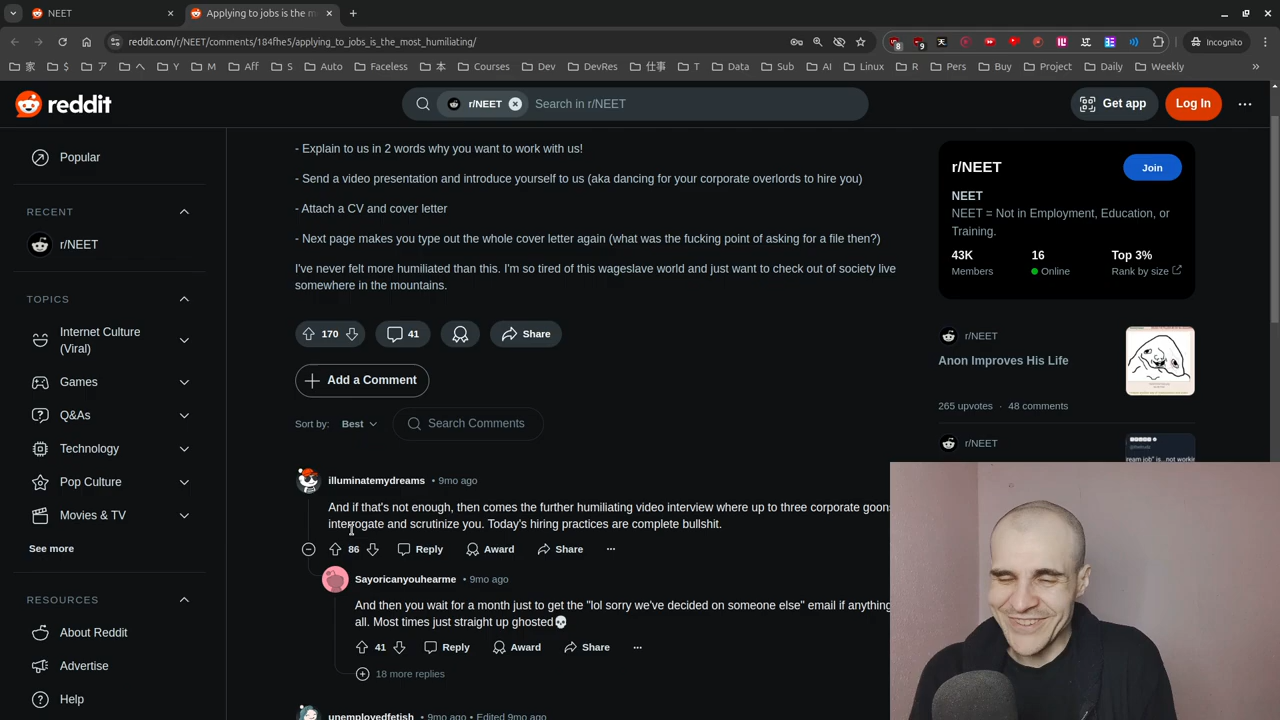 NEET
Applying to jobs is the m
reddit.com/r/NEET/comments/184fhe5/applying_to_jobs_is_the_most_humiliating/
8
9
Incognito
家 $ ア へ Y M Aff S Auto Faceless 本 Courses Dev DevRes 仕事 T Data Sub AI Linux R Pers Buy Project Daily Weekly
reddit
r/NEET
Search in r/NEET
Get app
Log In
Popular
RECENT
r/NEET
TOPICS
Internet Culture
(Viral)
Games
Q&As
Technology
Pop Culture
Movies & TV
See more
RESOURCES
About Reddit
Advertise
Help
- Explain to us in 2 words why you want to work with us!
- Send a video presentation and introduce yourself to us (aka dancing for your corporate overlords to hire you)
- Attach a CV and cover letter
- Next page makes you type out the whole cover letter again (what was the fucking point of asking for a file then?)
I've never felt more humiliated than this. I'm so tired of this wageslave world and just want to check out of society live
somewhere in the mountains.
170
41
Share
Add a Comment
Sort by: Best
Search Comments
illuminatemydreams • 9mo ago
And if that's not enough, then comes the further humiliating video interview where up to three corporate goons
interrogate and scrutinize you. Today's hiring practices are complete bullshit.
86 Reply Award Share
Sayoricanyouhearme • 9mo ago
And then you wait for a month just to get the "lol sorry we've decided on someone else" email if anything
all. Most times just straight up ghosted💀
41 Reply Award Share
18 more replies
unemployedfetish • 9mo ago • Edited 9mo ago
r/NEET
Join
NEET
NEET = Not in Employment, Education, or
Training.
43K
Members
16
Online
Top 3%
Rank by size
r/NEET
Anon Improves His Life
265 upvotes · 48 comments
r/NEET